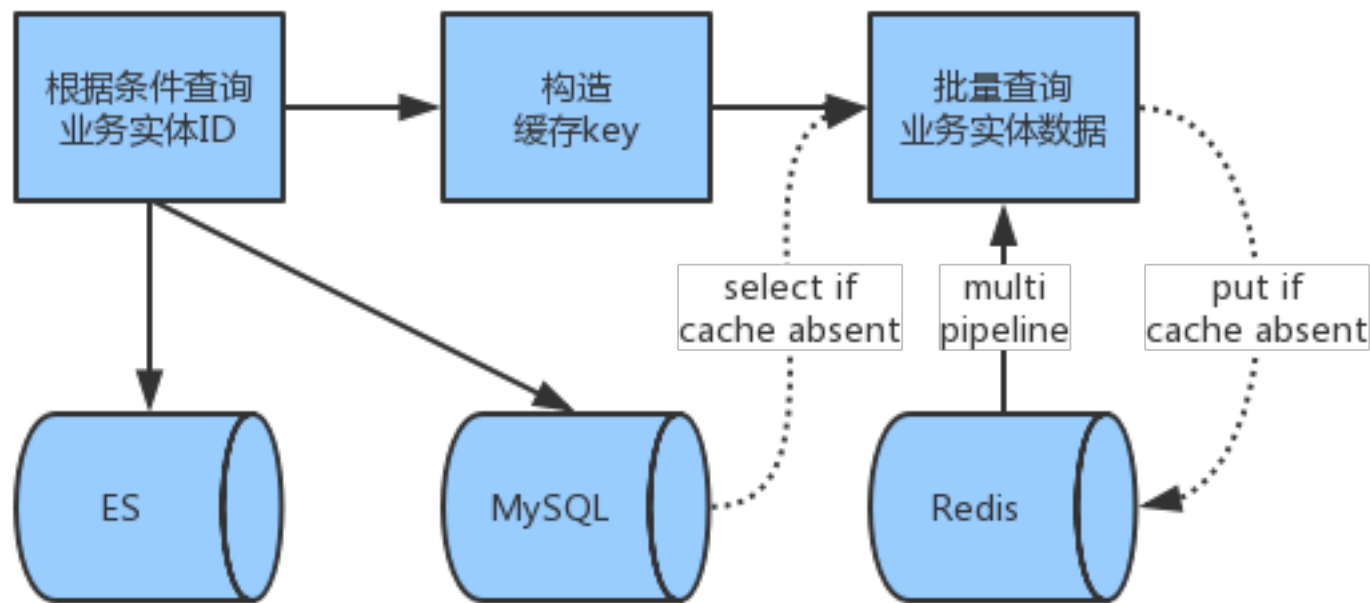 根据条件查询
业务实体ID
构造
缓存key
批量查询
业务实体数据
select if
cache absent
multi
pipeline
put if
cache absent
ES
MySQL
Redis